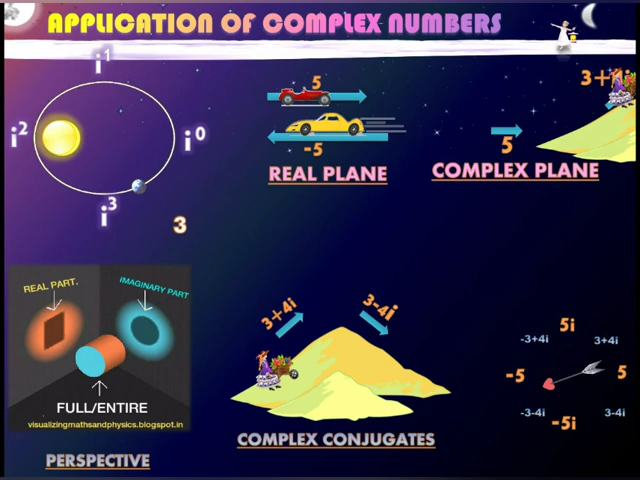 APPLICATION OF COMPLEX NUMBERS
i¹
i²
i⁰
i³
3
5
-5
REAL PLANE
5
COMPLEX PLANE
REAL PART.
IMAGINARY PART
FULL/ENTIRE
visualizingmathsandphysics.blogspot.in
PERSPECTIVE
3+4i
3-4i
COMPLEX CONJUGATES
5i
-3+4i
3+4i
-5
5
-3-4i
3-4i
-5i